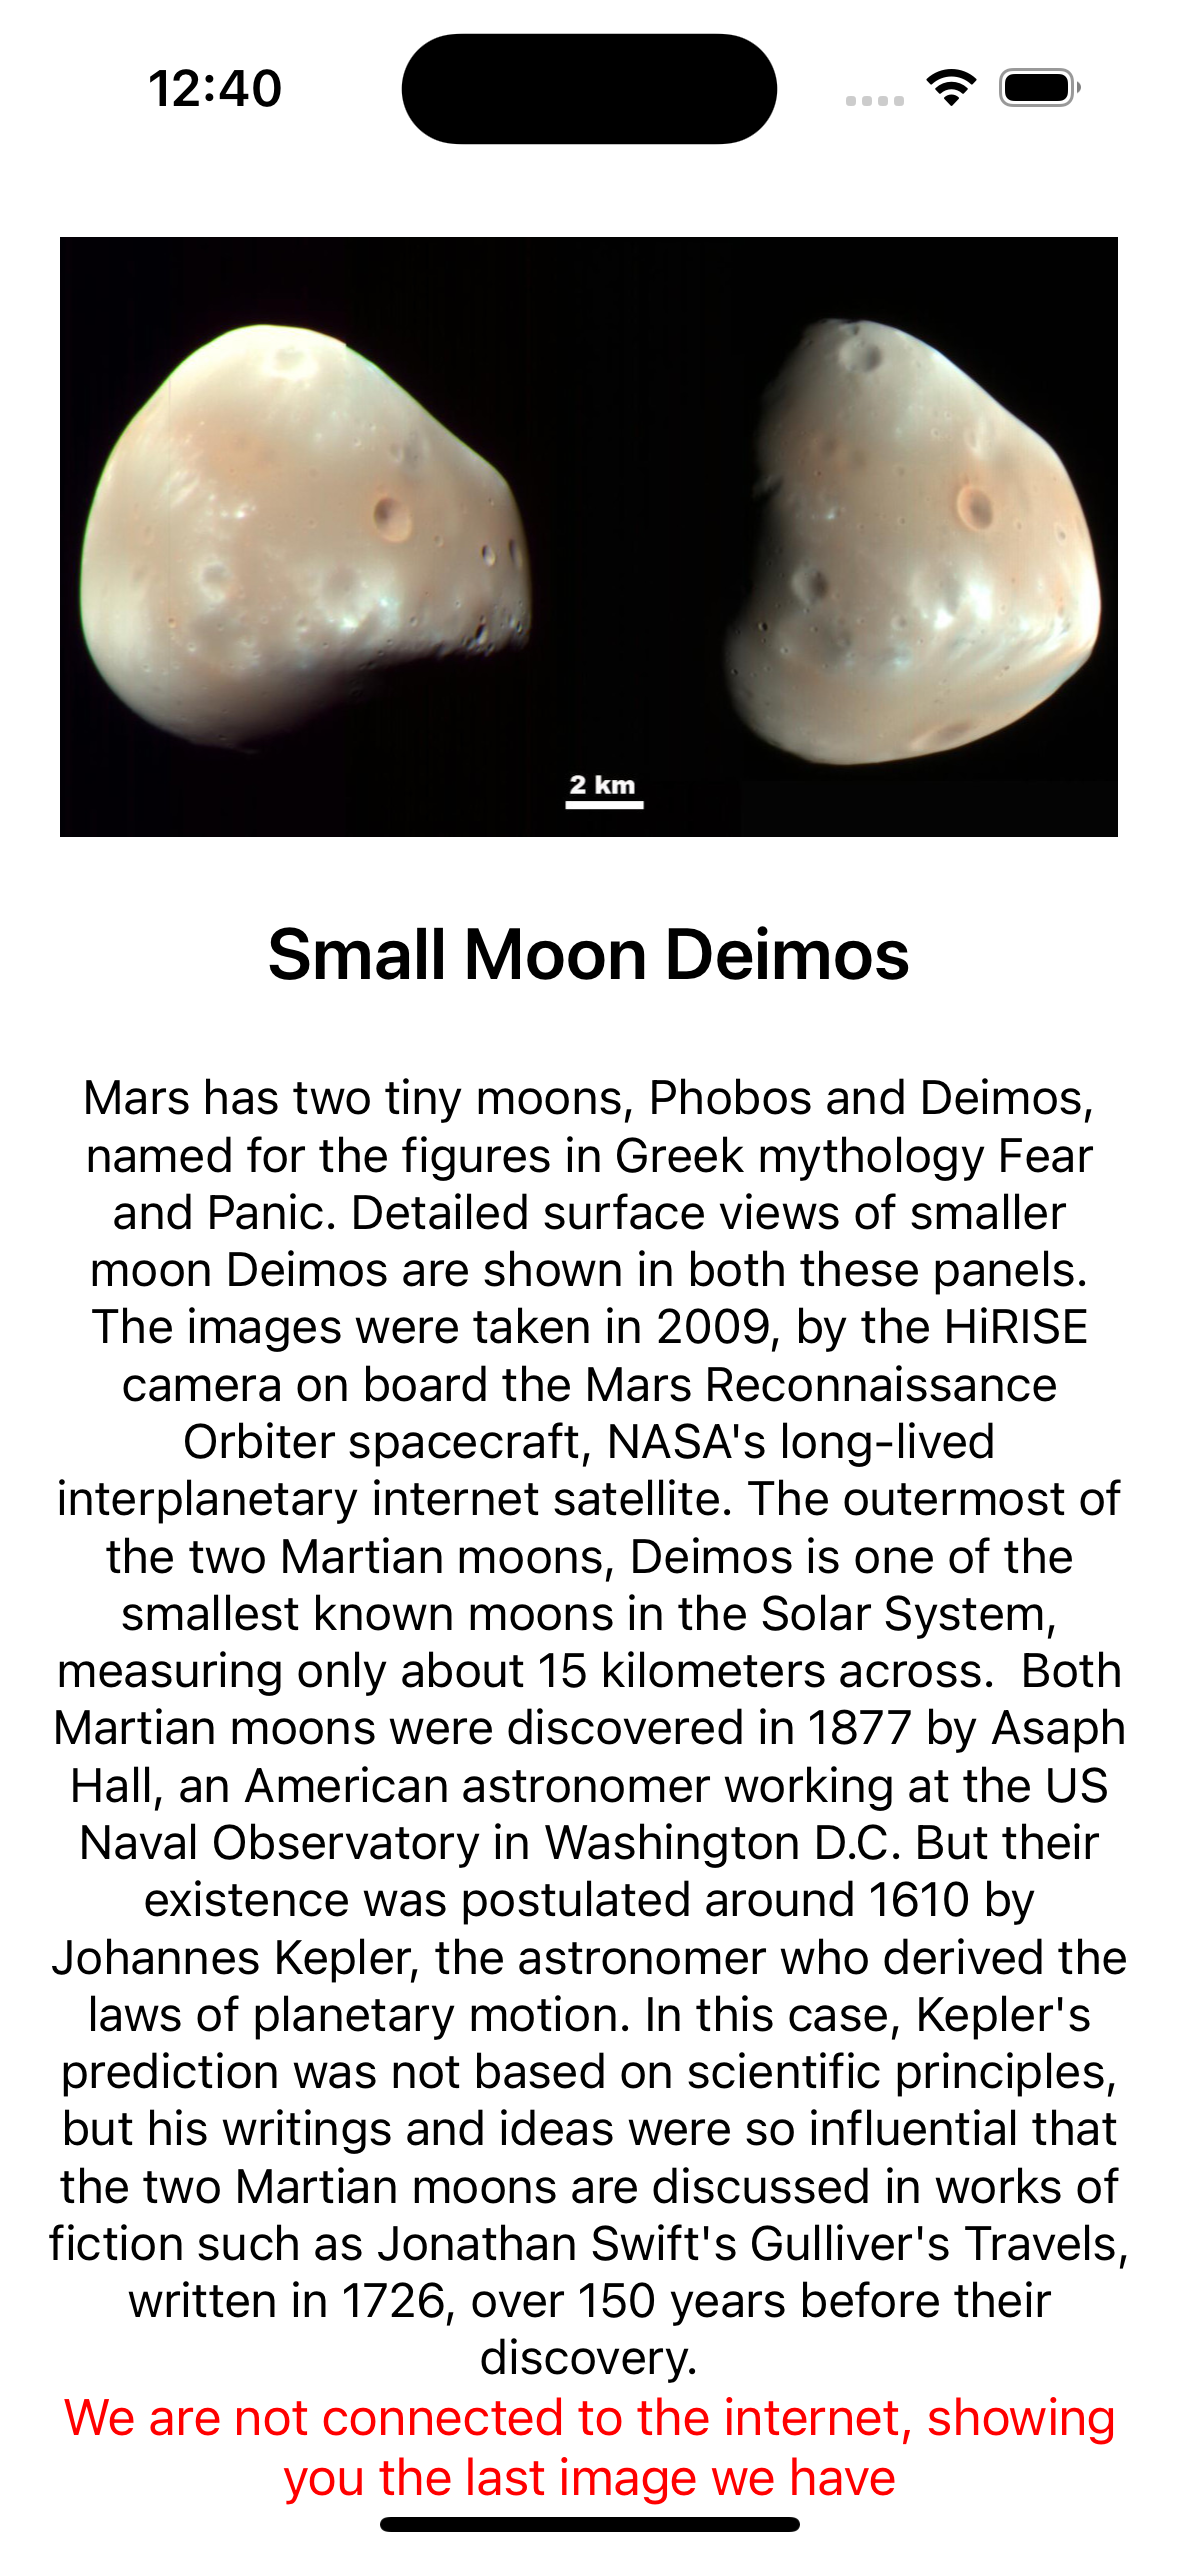 12:40
2 km
Small Moon Deimos
Mars has two tiny moons, Phobos and Deimos,
named for the figures in Greek mythology Fear
and Panic. Detailed surface views of smaller
moon Deimos are shown in both these panels.
The images were taken in 2009, by the HiRISE
camera on board the Mars Reconnaissance
Orbiter spacecraft, NASA's long-lived
interplanetary internet satellite. The outermost of
the two Martian moons, Deimos is one of the
smallest known moons in the Solar System,
measuring only about 15 kilometers across.  Both
Martian moons were discovered in 1877 by Asaph
Hall, an American astronomer working at the US
Naval Observatory in Washington D.C. But their
existence was postulated around 1610 by
Johannes Kepler, the astronomer who derived the
laws of planetary motion. In this case, Kepler's
prediction was not based on scientific principles,
but his writings and ideas were so influential that
the two Martian moons are discussed in works of
fiction such as Jonathan Swift's Gulliver's Travels,
written in 1726, over 150 years before their
discovery.
We are not connected to the internet, showing
you the last image we have